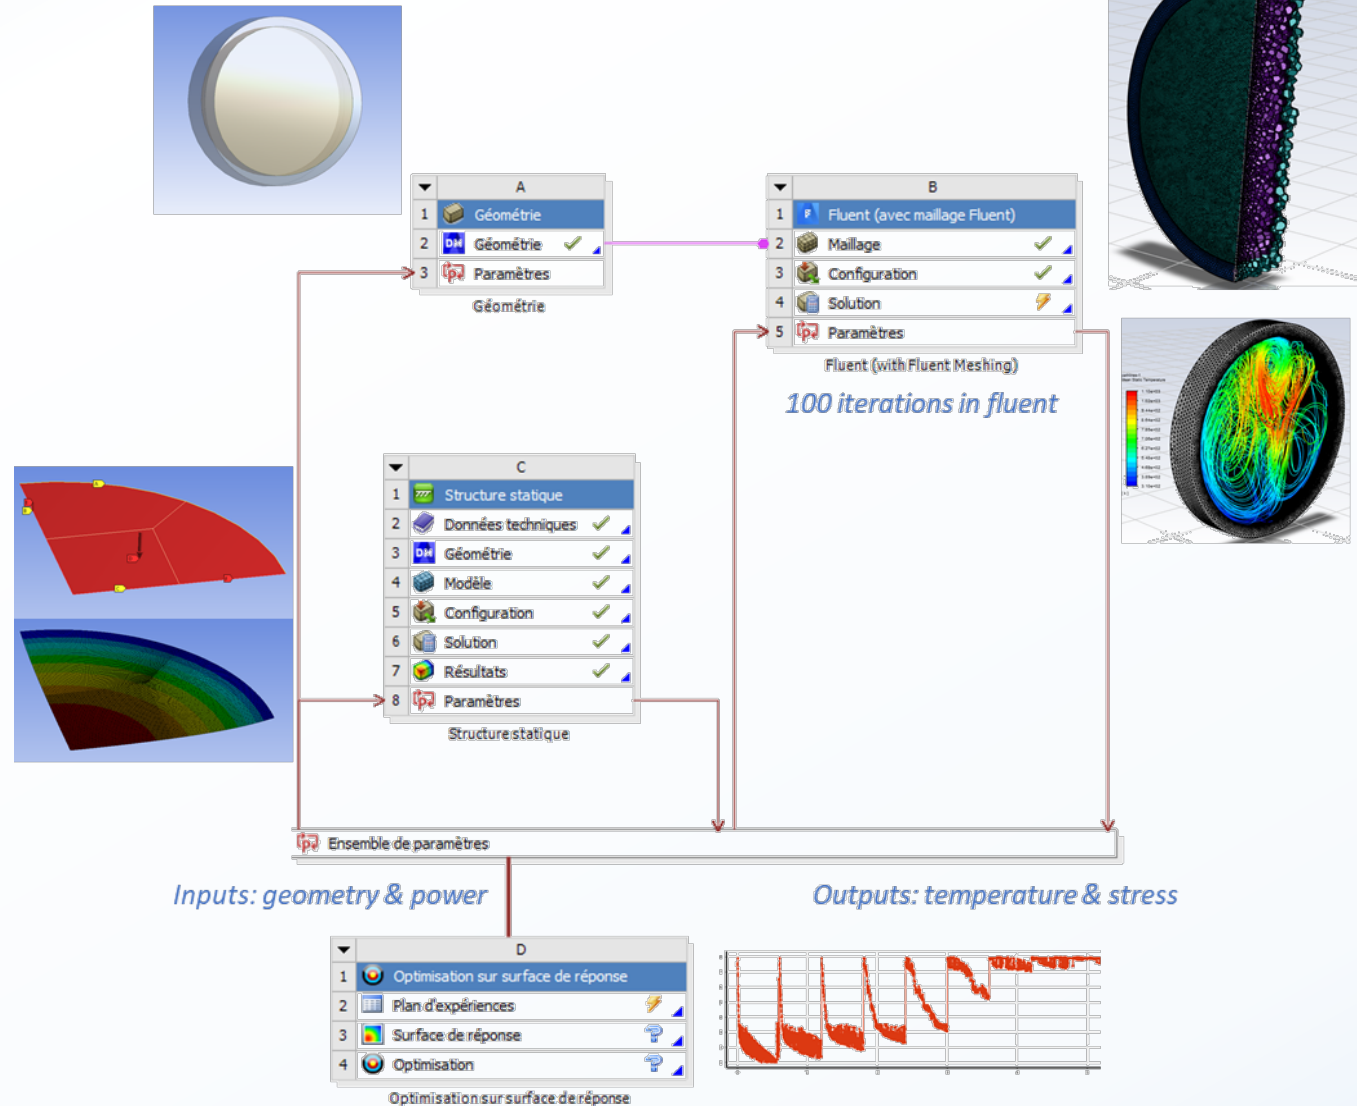 A
1 Géométrie
2 DM Géométrie
3 Paramètres
Géométrie
B
1 Fluent (avec maillage Fluent)
2 Maillage
3 Configuration
4 Solution
5 Paramètres
Fluent (with Fluent Meshing)
100 iterations in fluent
C
1 Structure statique
2 Données techniques
3 DM Géométrie
4 Modèle
5 Configuration
6 Solution
7 Résultats
8 Paramètres
Structure statique
Ensemble de paramètres
Inputs: geometry & power
Outputs: temperature & stress
D
1 Optimisation sur surface de réponse
2 Plan d'expériences
3 Surface de réponse
4 Optimisation
Optimisation sur surface de réponse